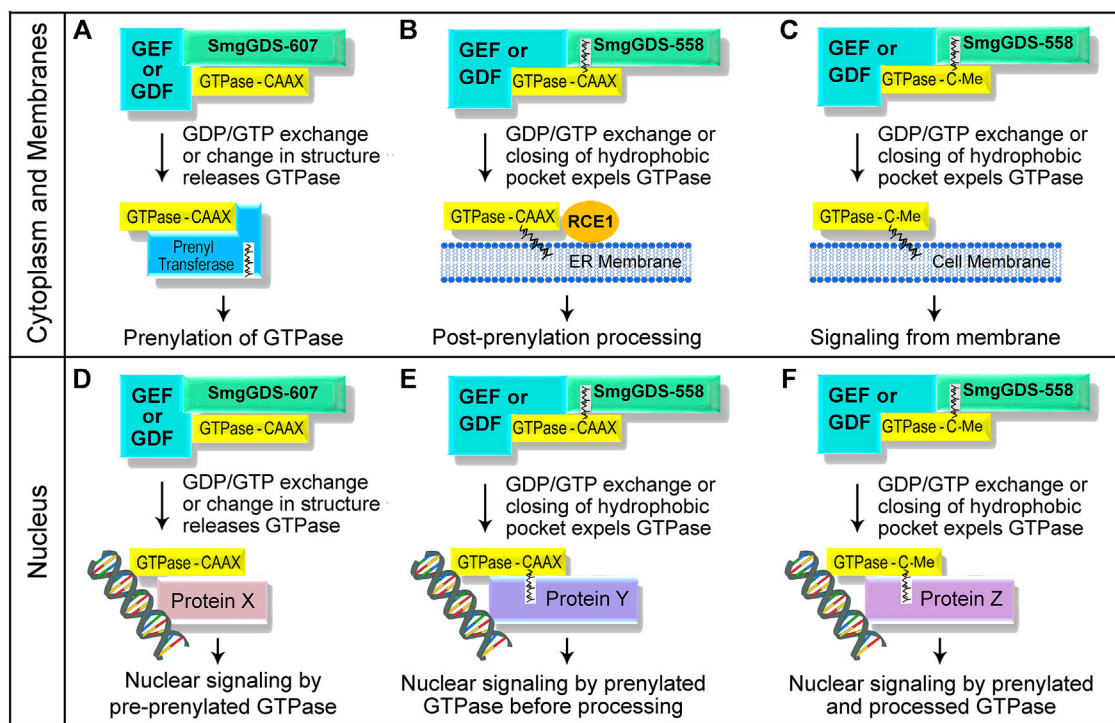 Cytoplasm and Membranes
A
GEF or
or
GDF
SmgGDS-607
GTPase - CAAX
GDP/GTP exchange
or change in structure
releases GTPase
GTPase - CAAX
Prenyl
Transferase
Prenylation of GTPase
B
GEF or
GDF
SmgGDS-558
GTPase - CAAX
GDP/GTP exchange or
closing of hydrophobic
pocket expels GTPase
GTPase - CAAX
RCE1
ER Membrane
Post-prenylation processing
C
GEF or
GDF
SmgGDS-558
GTPase - C-Me
GDP/GTP exchange or
closing of hydrophobic
pocket expels GTPase
GTPase - C-Me
Cell Membrane
Signaling from membrane
Nucleus
D
GEF
or
GDF
SmgGDS-607
GTPase - CAAX
GDP/GTP exchange
or change in structure
releases GTPase
GTPase - CAAX
Protein X
Nuclear signaling by
pre-prenylated GTPase
E
GEF or
GDF
SmgGDS-558
GTPase - CAAX
GDP/GTP exchange or
closing of hydrophobic
pocket expels GTPase
GTPase - CAAX
Protein Y
Nuclear signaling by prenylated
GTPase before processing
F
GEF or
GDF
SmgGDS-558
GTPase - C-Me
GDP/GTP exchange or
closing of hydrophobic
pocket expels GTPase
GTPase - C-Me
Protein Z
Nuclear signaling by prenylated
and processed GTPase